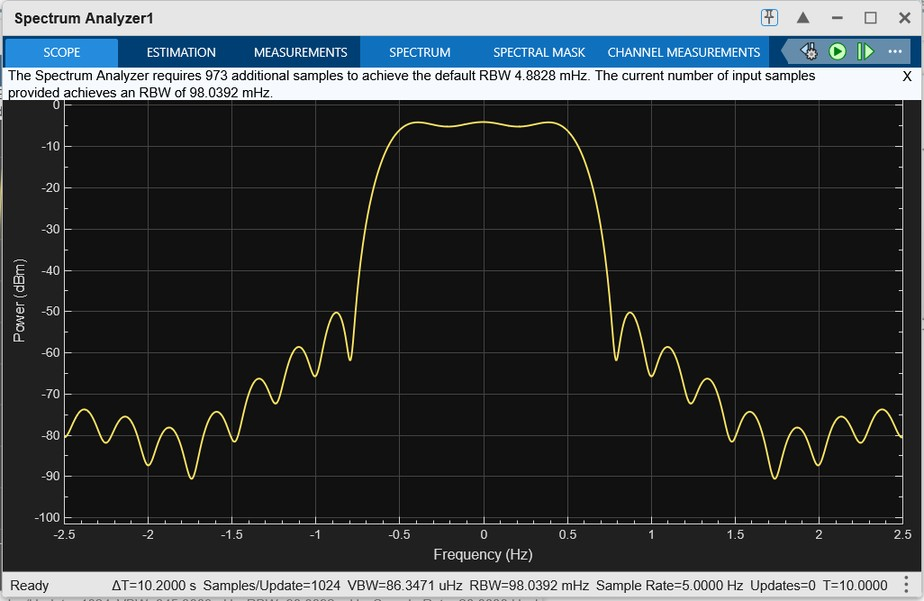 Spectrum Analyzer1
SCOPE ESTIMATION MEASUREMENTS SPECTRUM SPECTRAL MASK CHANNEL MEASUREMENTS
The Spectrum Analyzer requires 973 additional samples to achieve the default RBW 4.8828 mHz. The current number of input samples X
provided achieves an RBW of 98.0392 mHz.
0
-10
-20
-30
-40
-50
-60
-70
-80
-90
-100
Power (dBm)
-2.5 -2 -1.5 -1 -0.5 0 0.5 1 1.5 2 2.5
Frequency (Hz)
Ready ΔT=10.2000 s Samples/Update=1024 VBW=86.3471 uHz RBW=98.0392 mHz Sample Rate=5.0000 Hz Updates=0 T=10.0000